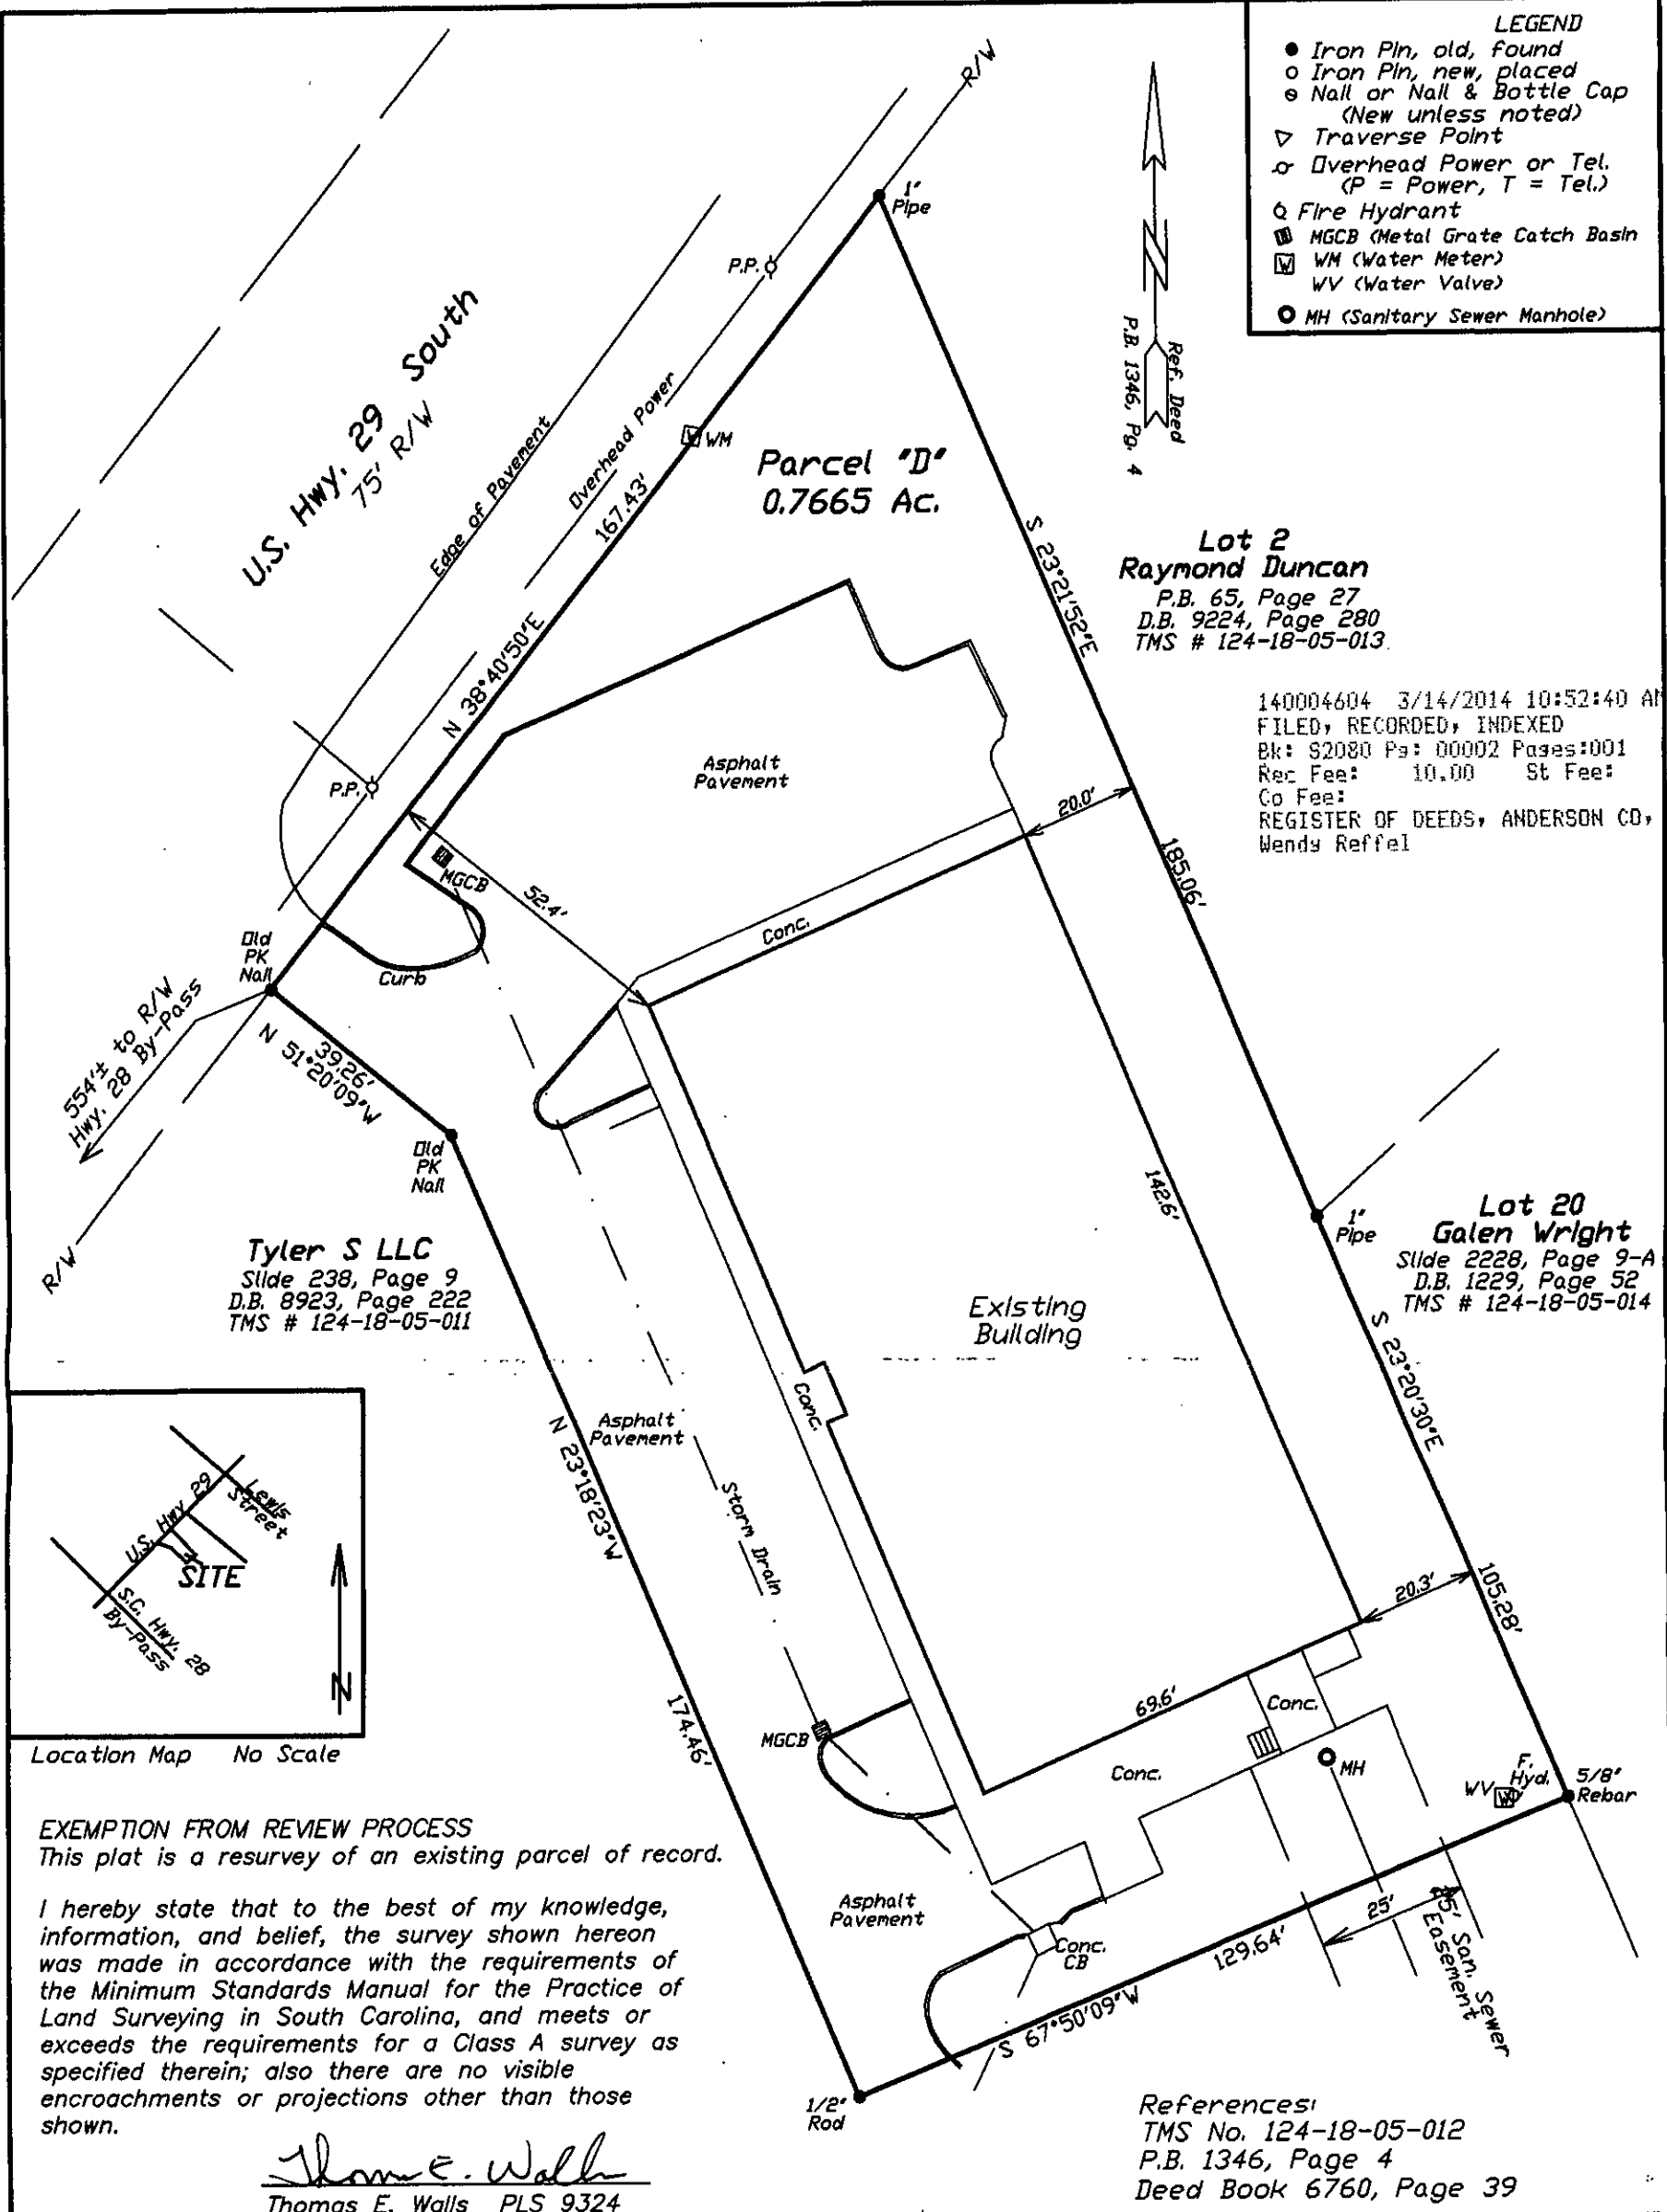 LEGEND
Iron Pin, old, found
Iron Pin, new, placed
Nail or Nail & Bottle Cap
(New unless noted)
Traverse Point
Overhead Power or Tel.
(P = Power, T = Tel.)
Fire Hydrant
MGCB (Metal Grate Catch Basin
W WM (Water Meter)
WV (Water Valve)
MH (Sanitary Sewer Manhole)
R/W
1" Pipe
P.P.
N
Ref. Deed
P.B. 1346, Pg. 4
U.S. Hwy. 29 South
75' R/W
Edge of Pavement
Overhead Power
W WM
167.43'
N 38°40'50"E
Parcel "D"
0.7665 Ac.
S 23°21'52"E
185.06'
Lot 2
Raymond Duncan
P.B. 65, Page 27
D.B. 9224, Page 280
TMS # 124-18-05-013
140004604 3/14/2014 10:52:40 AM
FILED, RECORDED, INDEXED
Bk: S2080 Pg: 00002 Pages:001
Rec Fee: 10.00 St Fee:
Co Fee:
REGISTER OF DEEDS, ANDERSON CO,
Wendy Reffel
Asphalt
Pavement
P.P.
20.0'
MGCB
52.4'
Conc.
Old
PK
Nail
Curb
554'± to R/W
Hwy. 28 By-Pass
39.26'
N 51°20'09"W
Old
PK
Nail
R/W
142.6'
1"
Pipe
Lot 20
Galen Wright
Slide 2228, Page 9-A
D.B. 1229, Page 52
TMS # 124-18-05-014
Tyler S LLC
Slide 238, Page 9
D.B. 8923, Page 222
TMS # 124-18-05-011
Existing
Building
S 23°20'30"E
105.28'
Conc.
Asphalt
Pavement
N 23°18'23"W
174.46'
Storm Drain
20.3'
U.S. Hwy 29
Lewis
Street
SITE
S.C. Hwy. 28
By-Pass
N
Location Map No Scale
69.6'
Conc.
MGCB
Conc.
MH
WV
W
F.
Hyd.
5/8"
Rebar
EXEMPTION FROM REVIEW PROCESS
This plat is a resurvey of an existing parcel of record.
I hereby state that to the best of my knowledge,
information, and belief, the survey shown hereon
was made in accordance with the requirements of
the Minimum Standards Manual for the Practice of
Land Surveying in South Carolina, and meets or
exceeds the requirements for a Class A survey as
specified therein; also there are no visible
encroachments or projections other than those
shown.
Asphalt
Pavement
Conc.
CB
25'
25' San. Sewer
Easement
129.64'
S 67°50'09"W
1/2"
Rod
References:
TMS No. 124-18-05-012
P.B. 1346, Page 4
Deed Book 6760, Page 39
Thomas E. Walls
Thomas E. Walls PLS 9324